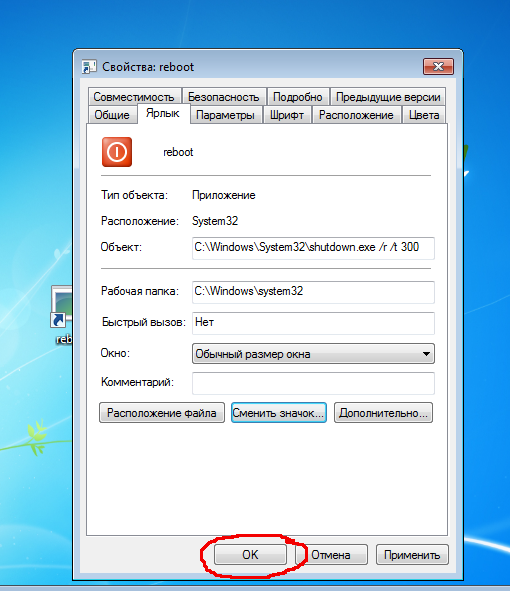 Свойства: reboot
Совместимость Безопасность Подробно Предыдущие версии
Общие Ярлык Параметры Шрифт Расположение Цвета
reboot
Тип объекта: Приложение
Расположение: System32
Объект: C:\Windows\System32\shutdown.exe /r /t 300
Рабочая папка: C:\Windows\system32
Быстрый вызов: Нет
Окно: Обычный размер окна
Комментарий:
Расположение файла Сменить значок... Дополнительно...
OK Отмена Применить